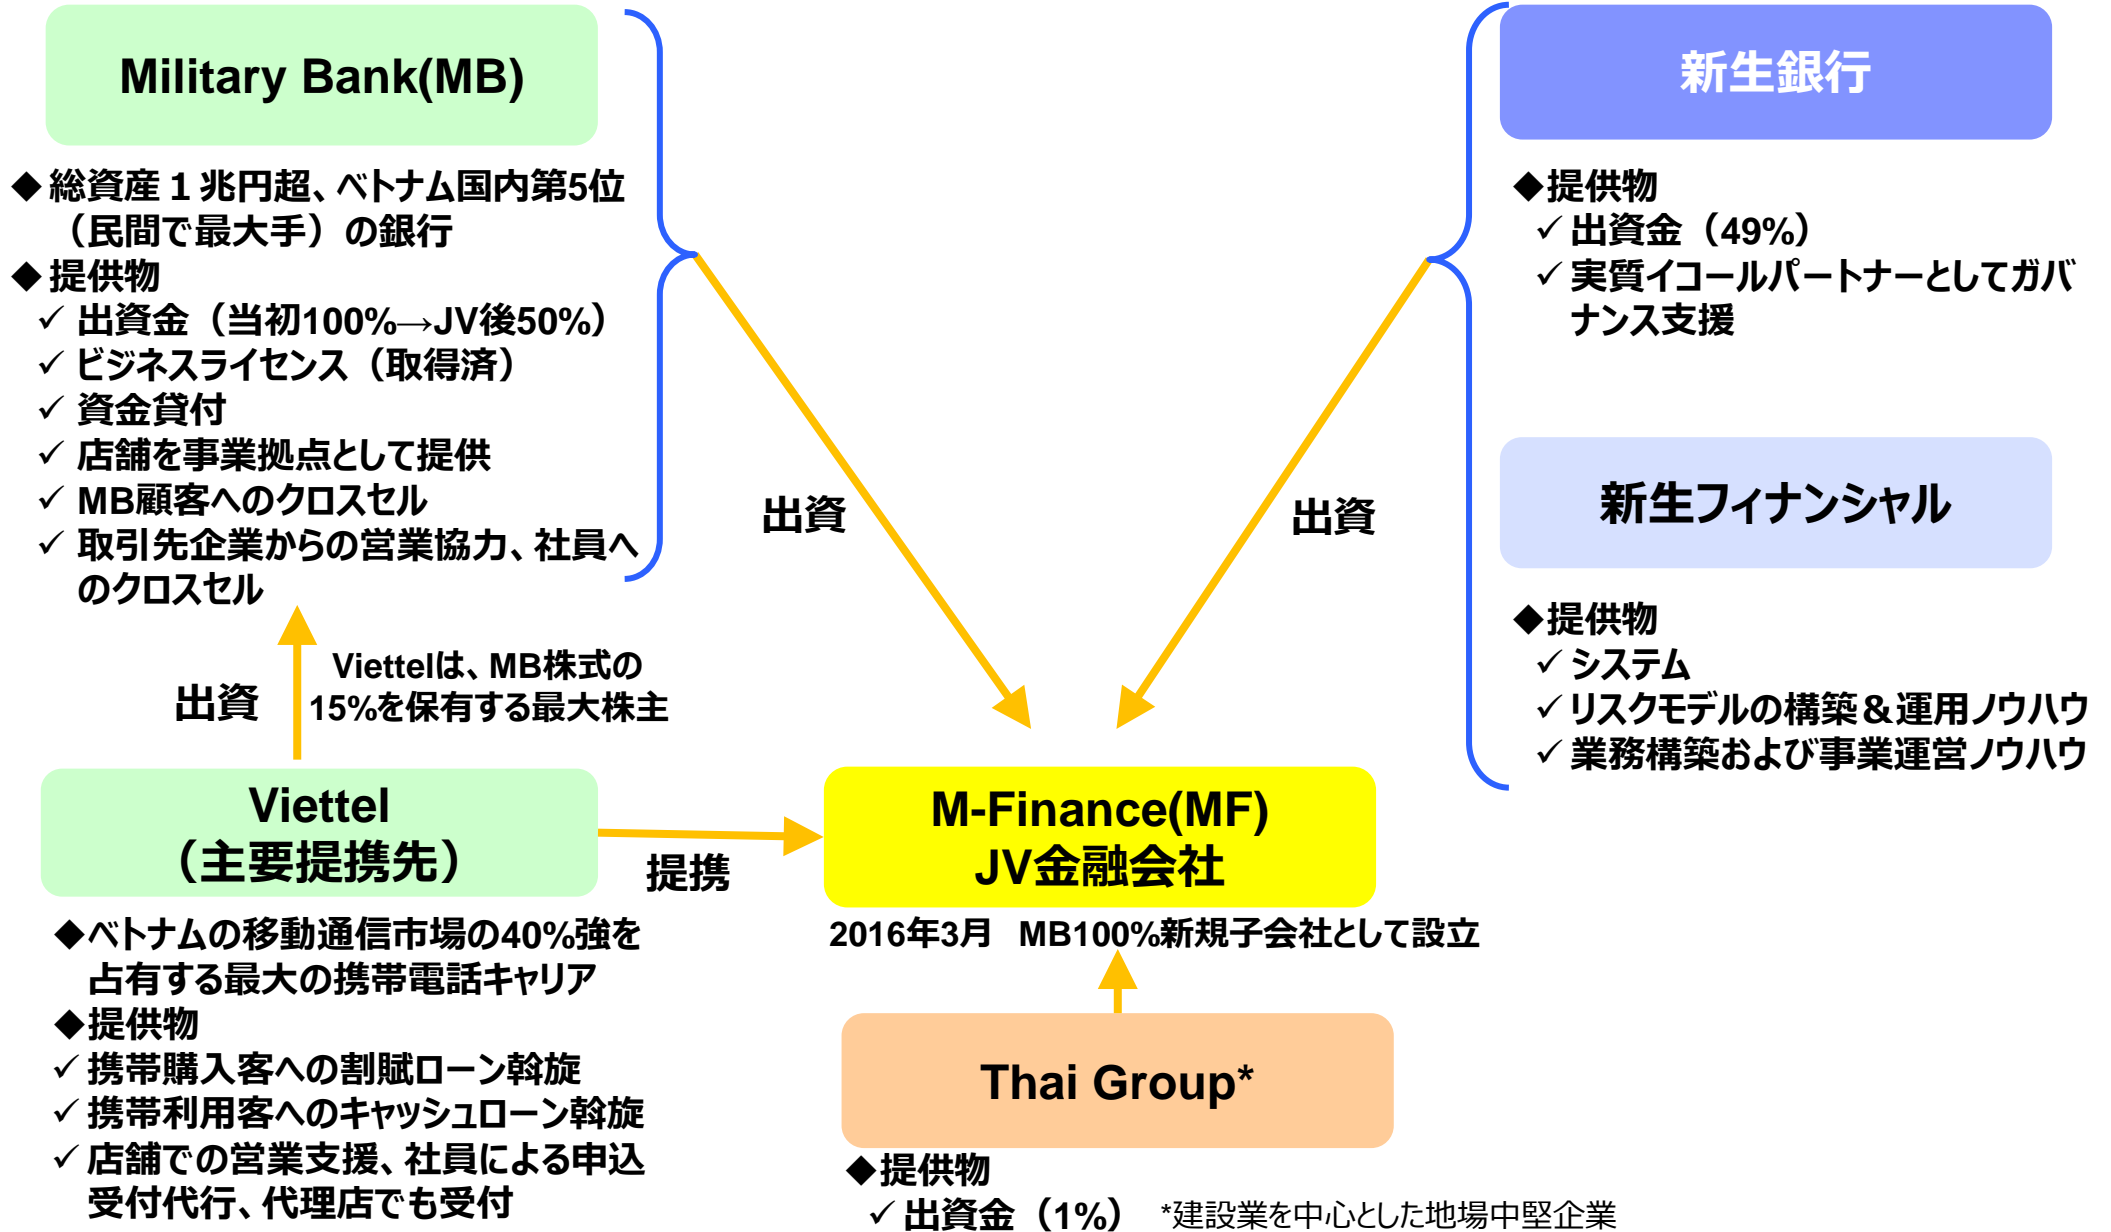 Military Bank(MB)
◆ 総資産１兆円超、ベトナム国内第5位
（民間で最大手）の銀行
◆ 提供物
✓ 出資金（当初100%→JV後50%）
✓ ビジネスライセンス（取得済）
✓ 資金貸付
✓ 店舗を事業拠点として提供
✓ MB顧客へのクロスセル
✓ 取引先企業からの営業協力、社員へ
のクロスセル
出資
Viettelは、MB株式の
15%を保有する最大株主
Viettel
（主要提携先）
◆ベトナムの移動通信市場の40%強を
占有する最大の携帯電話キャリア
◆提供物
✓ 携帯購入客への割賦ローン斡旋
✓ 携帯利用客へのキャッシュローン斡旋
✓ 店舗での営業支援、社員による申込
受付代行、代理店でも受付
出資
提携
出資
新生銀行
◆提供物
✓ 出資金（49%）
✓ 実質イコールパートナーとしてガバ
ナンス支援
新生フィナンシャル
◆提供物
✓ システム
✓ リスクモデルの構築＆運用ノウハウ
✓ 業務構築および事業運営ノウハウ
M-Finance(MF)
JV金融会社
2016年3月　MB100%新規子会社として設立
Thai Group*
◆提供物
✓ 出資金（1%）　*建設業を中心とした地場中堅企業